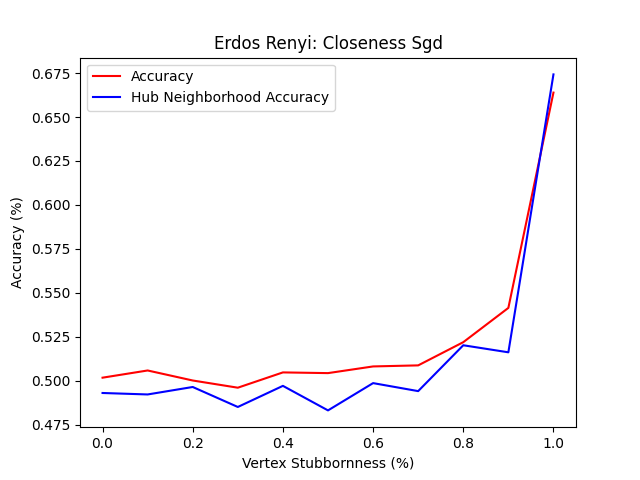 Erdos Renyi: Closeness Sgd
Accuracy
Hub Neighborhood Accuracy
Accuracy (%)
0.675
0.650
0.625
0.600
0.575
0.550
0.525
0.500
0.475
0.0 0.2 0.4 0.6 0.8 1.0
Vertex Stubbornness (%)